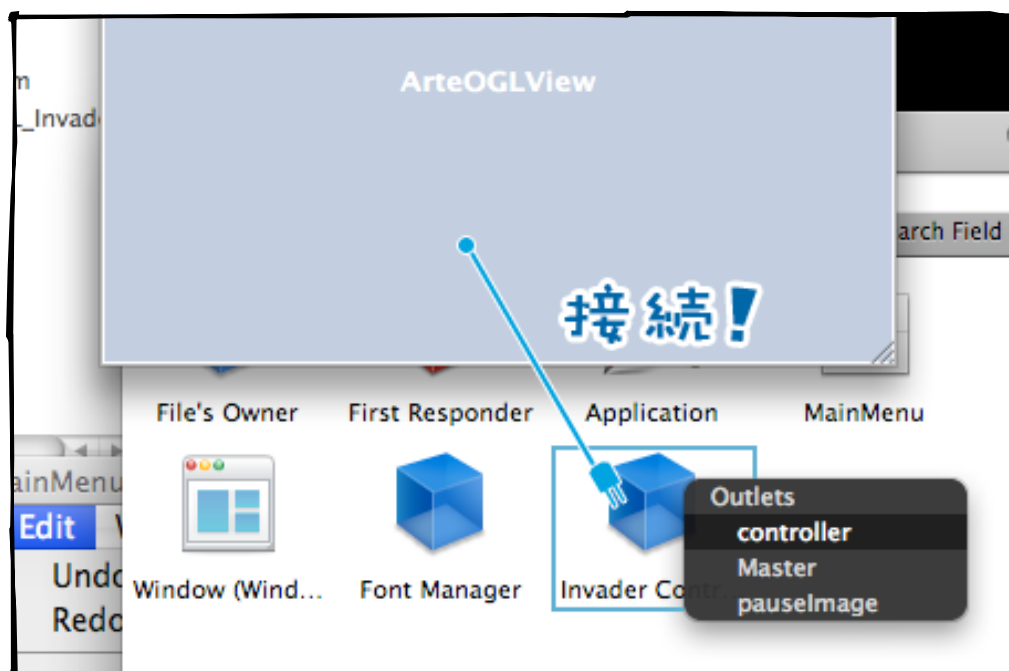 ArteOGLView
m
_Invad
arch Field
接続!
File's Owner
First Responder
Application
MainMenu
ainMenu
Edit
Undo
Redo
Window (Wind...
Font Manager
Invader Contr...
Outlets
controller
Master
pauseImage